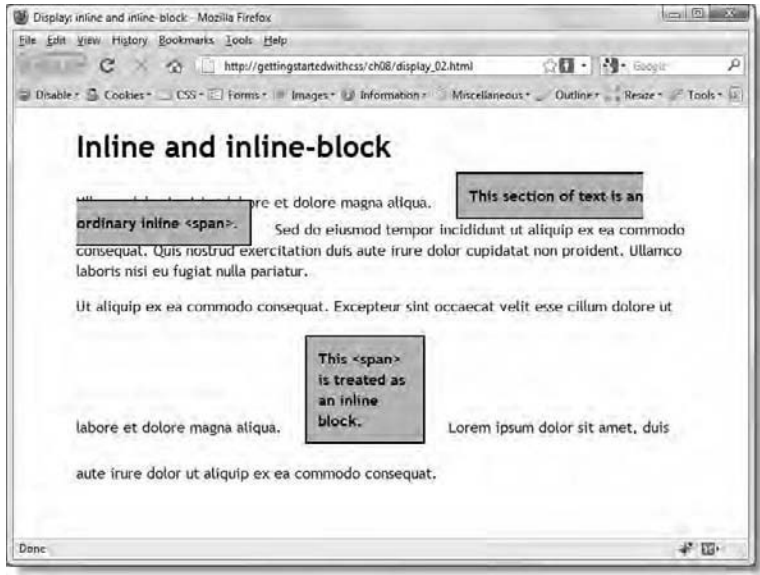 Display: inline and inline-block - Mozilla Firefox
File Edit View History Bookmarks Tools Help
http://gettingstartedwithcss/ch08/display_02.html Google
Disable Cookies CSS Forms Images Information Miscellaneous Outline Resize Tools
Inline and inline-block
et dolore magna aliqua. This section of text is an
ordinary inline <span>. Sed do eiusmod tempor incididunt ut aliquip ex ea commodo
consequat. Quis nostrud exercitation duis aute irure dolor cupidatat non proident. Ullamco
laboris nisi eu fugiat nulla pariatur.
Ut aliquip ex ea commodo consequat. Excepteur sint occaecat velit esse cillum dolore ut
This <span>
is treated as
an inline
block.
labore et dolore magna aliqua. Lorem ipsum dolor sit amet, duis
aute irure dolor ut aliquip ex ea commodo consequat.
Done